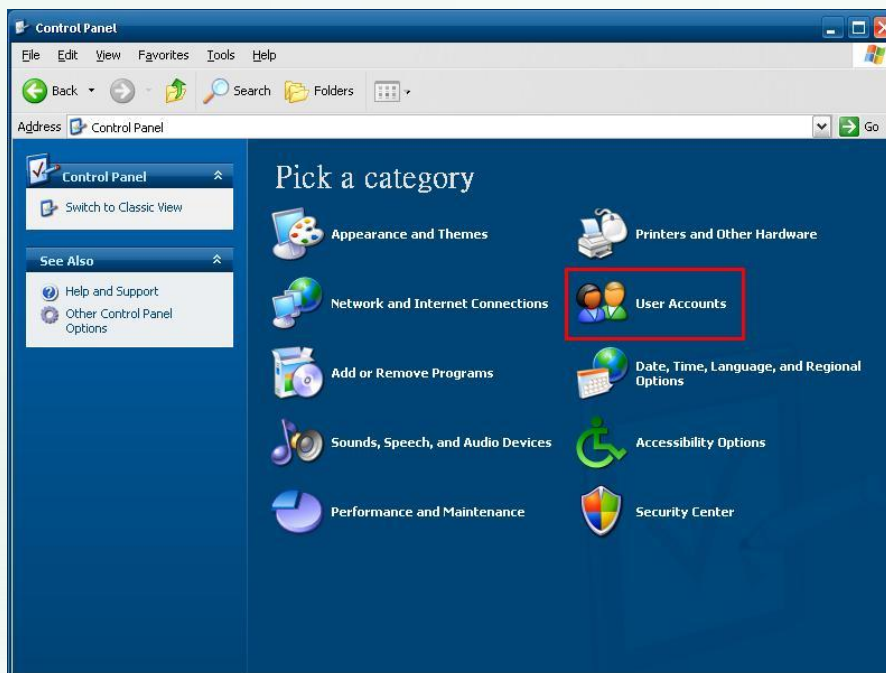 Control Panel
File Edit View Favorites Tools Help
Back Search Folders
Address Control Panel Go
Control Panel
Switch to Classic View
See Also
Help and Support
Other Control Panel
Options
Pick a category
Appearance and Themes
Printers and Other Hardware
Network and Internet Connections
User Accounts
Add or Remove Programs
Date, Time, Language, and Regional
Options
Sounds, Speech, and Audio Devices
Accessibility Options
Performance and Maintenance
Security Center